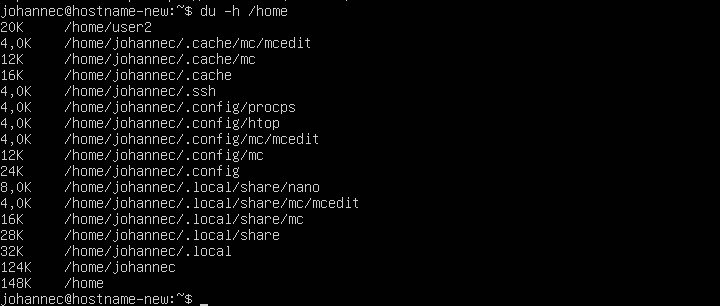 johannec@hostname-new:~$ du -h /home
20K /home/user2
4,0K /home/johannec/.cache/mc/mcedit
12K /home/johannec/.cache/mc
16K /home/johannec/.cache
4,0K /home/johannec/.ssh
4,0K /home/johannec/.config/procps
4,0K /home/johannec/.config/htop
4,0K /home/johannec/.config/mc/mcedit
12K /home/johannec/.config/mc
24K /home/johannec/.config
8,0K /home/johannec/.local/share/nano
4,0K /home/johannec/.local/share/mc/mcedit
16K /home/johannec/.local/share/mc
28K /home/johannec/.local/share
32K /home/johannec/.local
124K /home/johannec
148K /home
johannec@hostname-new:~$ _